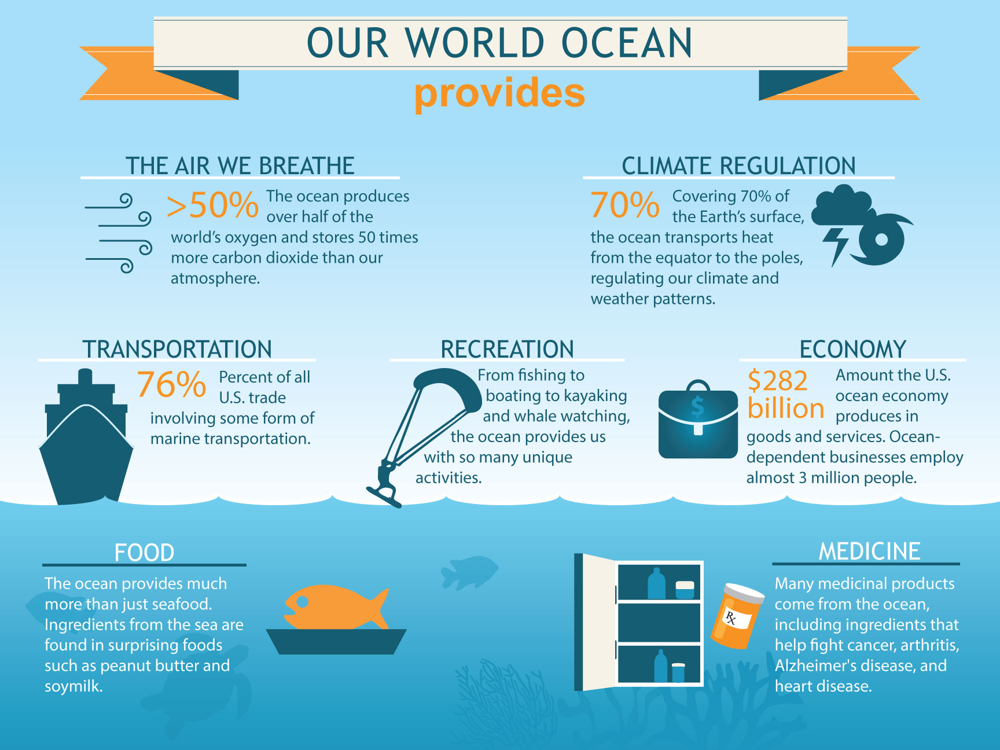 OUR WORLD OCEAN
provides
THE AIR WE BREATHE
>50%
The ocean produces
over half of the
world's oxygen and stores 50 times
more carbon dioxide than our
atmosphere.
CLIMATE REGULATION
70%
Covering 70% of
the Earth's surface,
the ocean transports heat
from the equator to the poles,
regulating our climate and
weather patterns.
TRANSPORTATION
76%
Percent of all
U.S. trade
involving some form of
marine transportation.
RECREATION
From fishing to
boating to kayaking
and whale watching,
the ocean provides us
with so many unique
activities.
ECONOMY
$
$282
billion
Amount the U.S.
ocean economy
produces in
goods and services. Ocean-
dependent businesses employ
almost 3 million people.
FOOD
The ocean provides much
more than just seafood.
Ingredients from the sea are
found in surprising foods
such as peanut butter and
soymilk.
Rx
MEDICINE
Many medicinal products
come from the ocean,
including ingredients that
help fight cancer, arthritis,
Alzheimer's disease, and
heart disease.